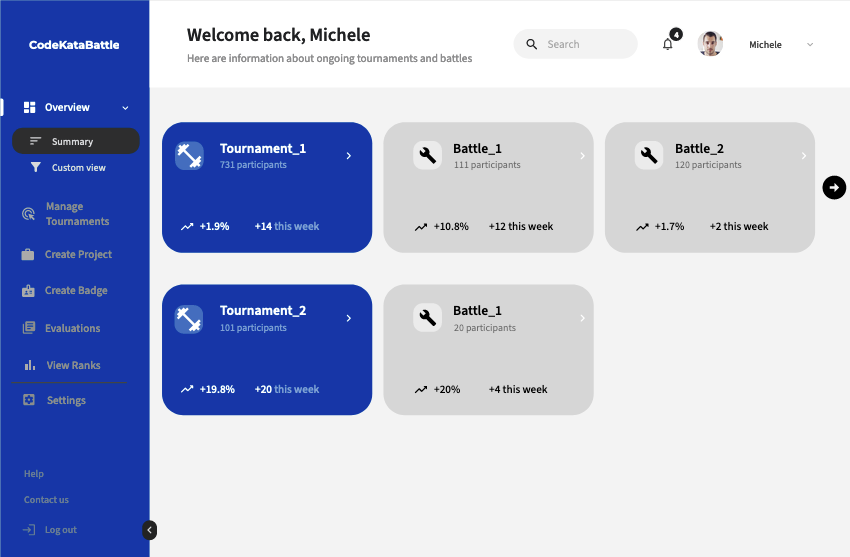 CodeKataBattle
Overview
Summary
Custom view
Manage
Tournaments
Create Project
Create Badge
Evaluations
View Ranks
Settings
Help
Contact us
Log out
Welcome back, Michele
Here are information about ongoing tournaments and battles
Search
4
Michele
Tournament_1
731 participants
+1.9% +14 this week
Battle_1
111 participants
+10.8% +12 this week
Battle_2
120 participants
+1.7% +2 this week
Tournament_2
101 participants
+19.8% +20 this week
Battle_1
20 participants
+20% +4 this week